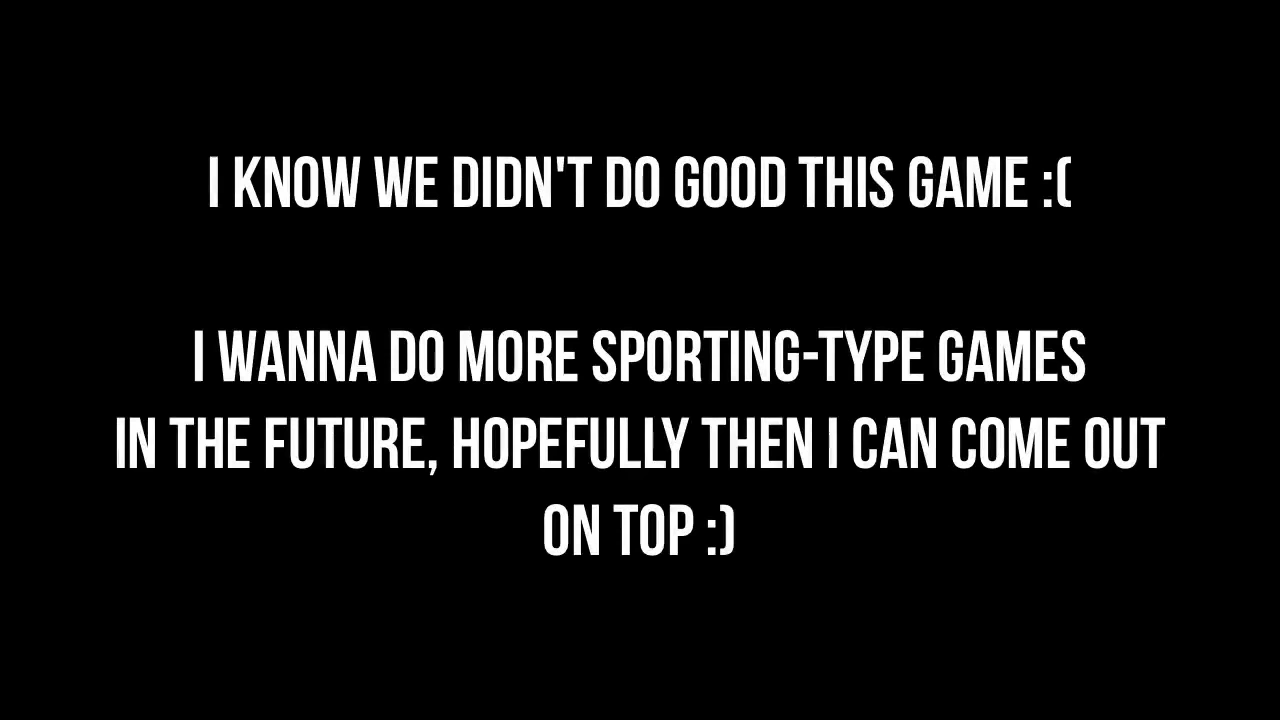 I KNOW WE DIDN'T DO GOOD THIS GAME :(
I WANNA DO MORE SPORTING-TYPE GAMES
IN THE FUTURE, HOPEFULLY THEN I CAN COME OUT
ON TOP :)